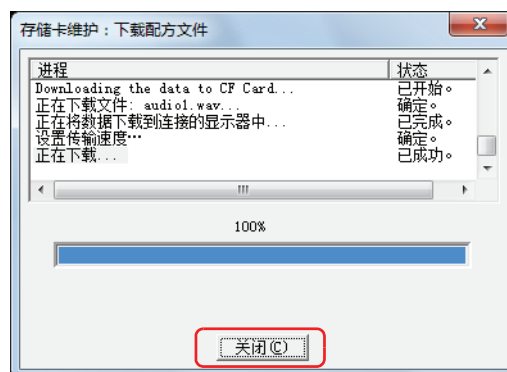 存储卡维护：下载配方文件
进程 状态
Downloading the data to CF Card... 已开始。
正在下载文件: audio1.wav... 确定。
正在将数据下载到连接的显示器中... 已完成。
设置传输速度… 确定。
正在下载... 已成功。
100%
关闭(C)